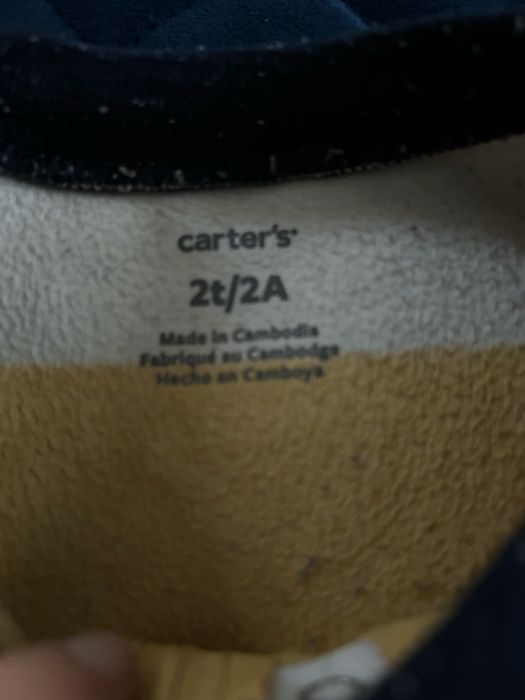 carter's
2t/2A
Made in Cambodia
Fabriqué au Cambodge
Hecho en Camboya